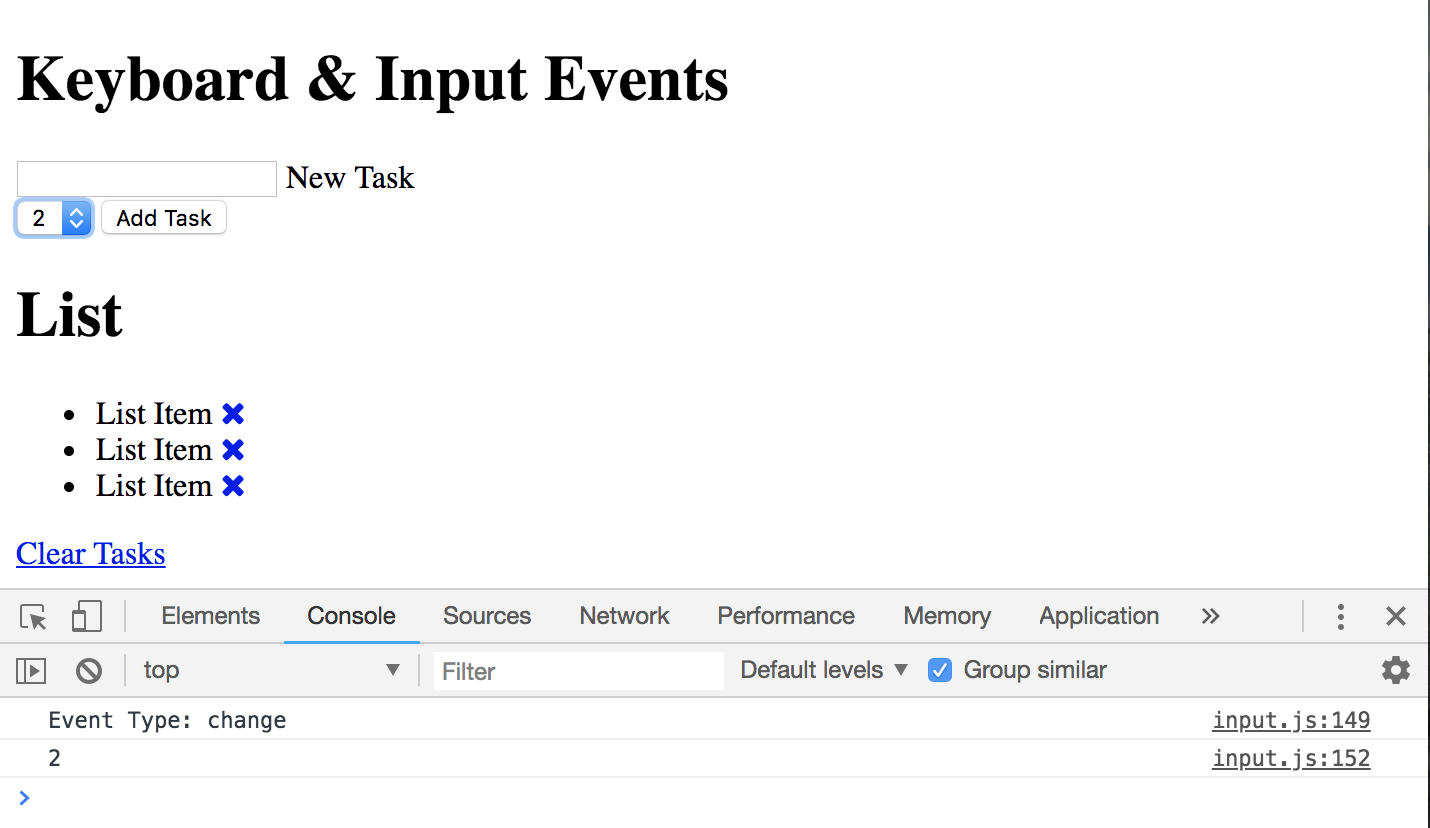 Keyboard & Input Events
New Task
2 Add Task
List
List Item
List Item
List Item
Clear Tasks
Elements Console Sources Network Performance Memory Application
top Filter Default levels Group similar
Event Type: change input.js:149
2 input.js:152